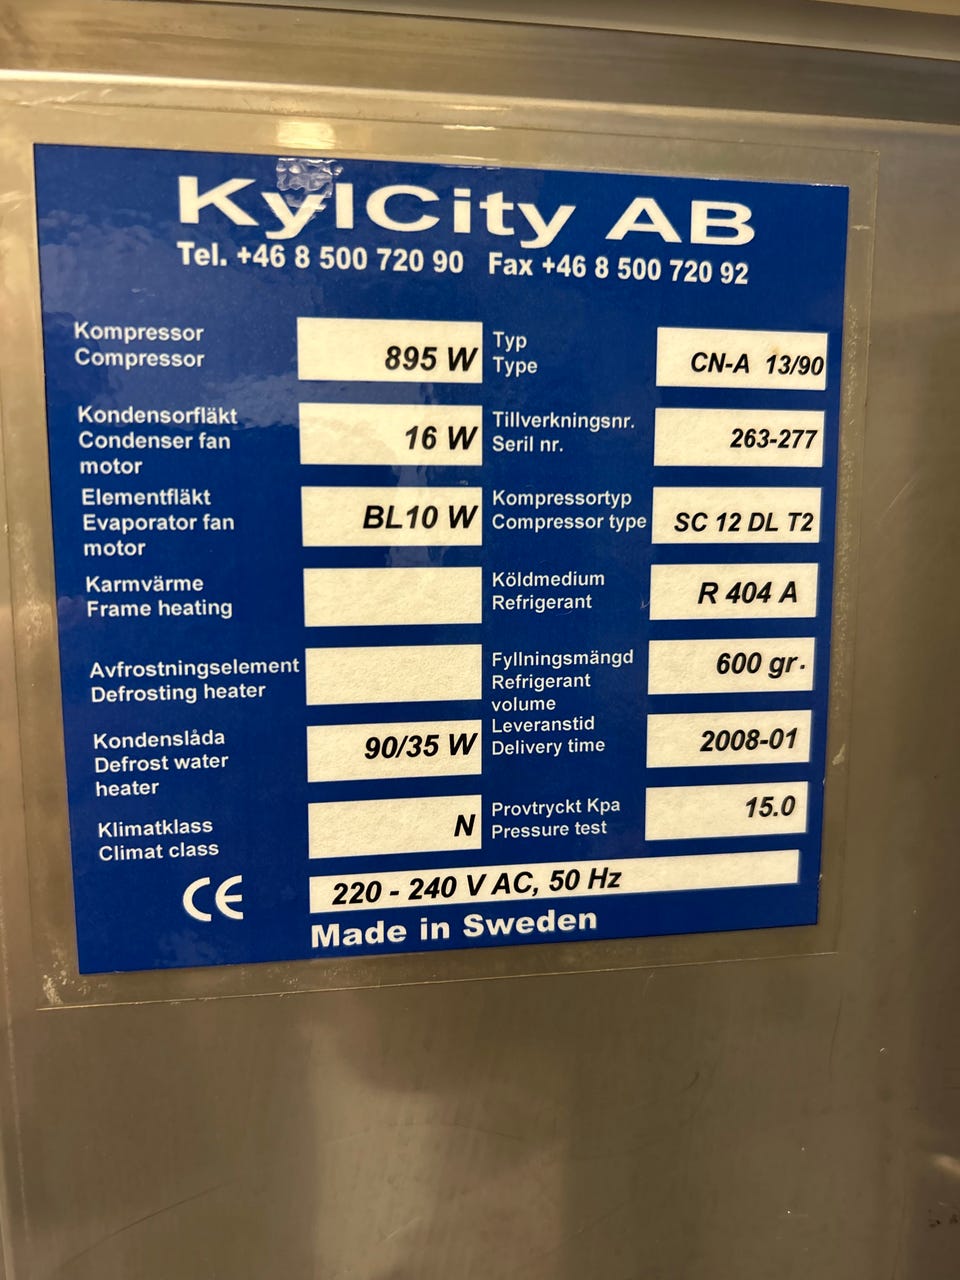 KylCity AB
Tel. +46 8 500 720 90 Fax +46 8 500 720 92
Kompressor
Compressor
895 W
Typ
Type
CN-A 13/90
Kondensorfläkt
Condenser fan
motor
16 W
Tillverkningsnr.
Seril nr.
263-277
Elementfläkt
Evaporator fan
motor
BL10 W
Kompressortyp
Compressor type
SC 12 DL T2
Karmvärme
Frame heating
Köldmedium
Refrigerant
R 404 A
Avfrostningselement
Defrosting heater
Fyllningsmängd
Refrigerant
volume
600 gr.
Kondenslåda
Defrost water
heater
90/35 W
Leveranstid
Delivery time
2008-01
Klimatklass
Climat class
N
Provtryckt Kpa
Pressure test
15.0
CE
220 - 240 V AC, 50 Hz
Made in Sweden